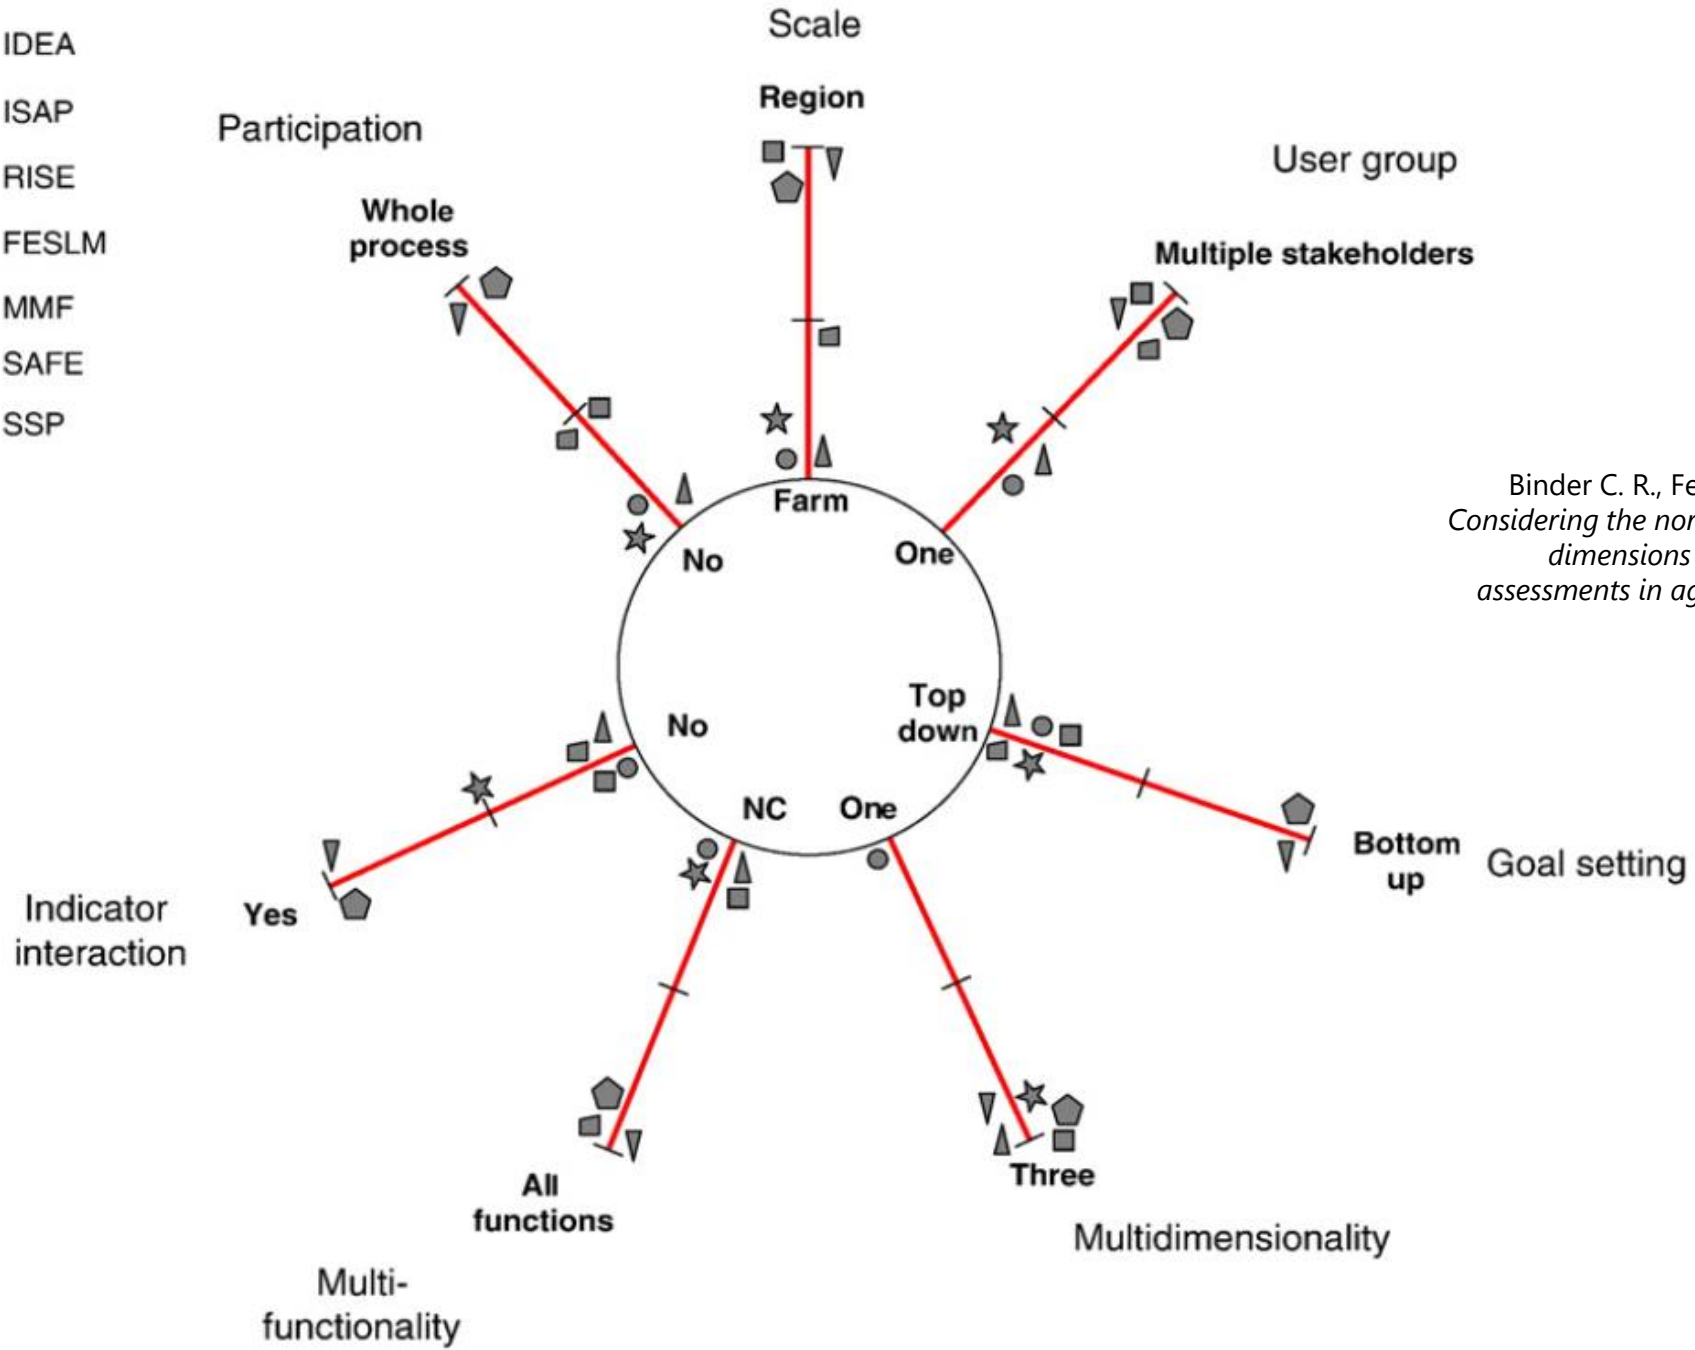 IDEA
ISAP
RISE
FESLM
MMF
SAFE
SSP
Scale
Region
Participation
Whole
process
User group
Multiple stakeholders
Farm
No
One
Binder C. R., Fe
Considering the nor
dimensions
assessments in ag
Top
down
No
NC
One
Bottom
up
Goal setting
Indicator
interaction
Yes
All
functions
Three
Multidimensionality
Multi-
functionality